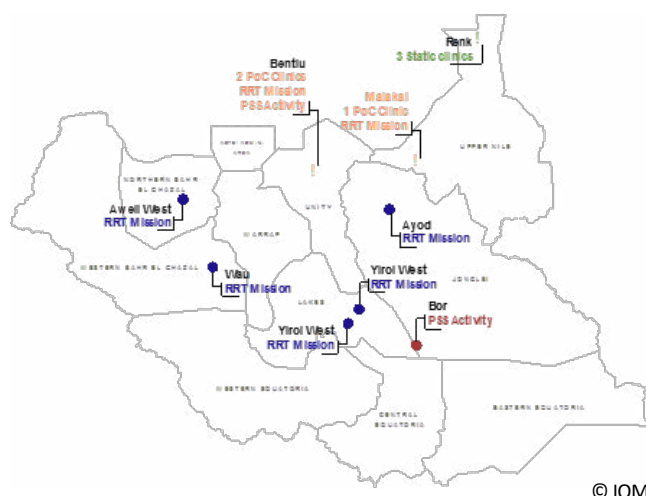 Renk
3 Static clinics
Bentiu
2 PoC Clinics
RRT Mission
PSS Activity
Malakal
1 PoC Clinic
RRT Mission
UPPER NILE
NORTHERN BAHR
EL GHAZAL
UNITY
Aweil West
RRT Mission
WARRAP
Ayod
RRT Mission
WESTERN BAHR EL GHAZAL
Wau
RRT Mission
Yirol West
RRT Mission
JONGLEI
LAKES
Bor
PSS Activity
Yirol West
RRT Mission
WESTERN EQUATORIA
CENTRAL
EQUATORIA
EASTERN EQUATORIA
© IOM